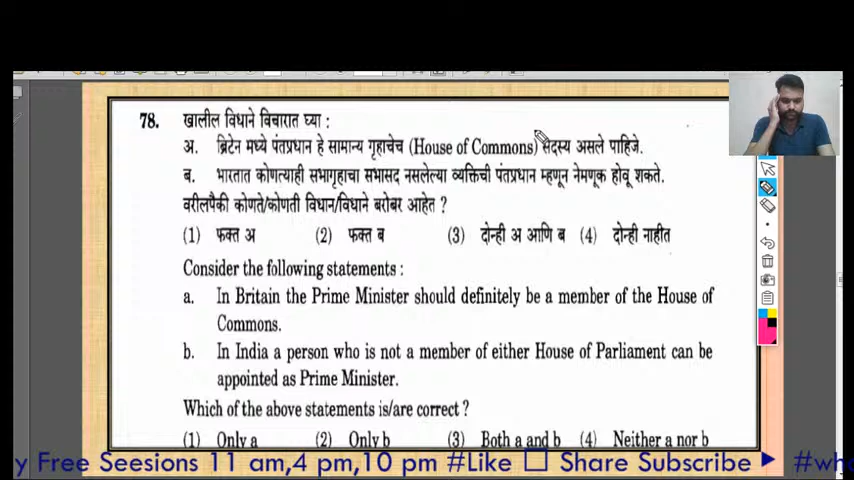 78. खालील विधाने विचारात घ्या :
अ. ब्रिटेन मध्ये पंतप्रधान हे सामान्य गृहाचेच (House of Commons) सदस्य असले पाहिजे.
ब. भारतात कोणत्याही सभागृहाचा सभासद नसलेल्या व्यक्तिची पंतप्रधान म्हणून नेमणूक होवू शकते.
वरीलपैकी कोणते/कोणती विधान/विधाने बरोबर आहेत ?
(1) फक्त अ (2) फक्त ब (3) दोन्ही अ आणि ब (4) दोन्ही नाहीत
Consider the following statements :
a. In Britain the Prime Minister should definitely be a member of the House of
Commons.
b. In India a person who is not a member of either House of Parliament can be
appointed as Prime Minister.
Which of the above statements is/are correct ?
(1) Only a (2) Only b (3) Both a and b (4) Neither a nor b
y Free Seesions 11 am,4 pm,10 pm #Like Share Subscribe